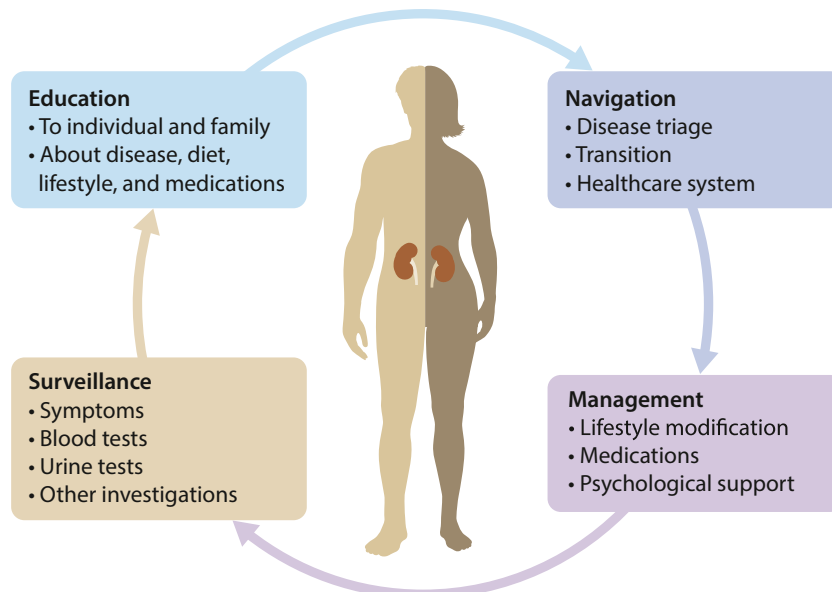 Education
• To individual and family
• About disease, diet,
lifestyle, and medications
Navigation
• Disease triage
• Transition
• Healthcare system
Surveillance
• Symptoms
• Blood tests
• Urine tests
• Other investigations
Management
• Lifestyle modification
• Medications
• Psychological support